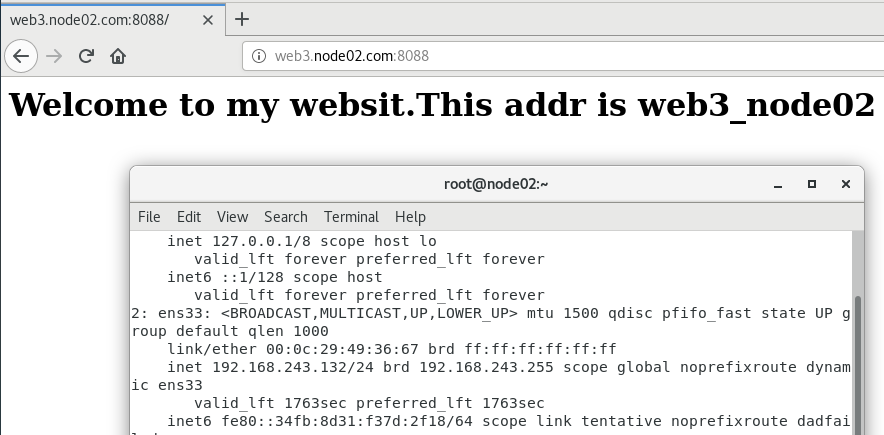 web3.node02.com:8088/
web3.node02.com:8088
Welcome to my websit.This addr is web3_node02
root@node02:~
File Edit View Search Terminal Help
inet 127.0.0.1/8 scope host lo
valid_lft forever preferred_lft forever
inet6 ::1/128 scope host
valid_lft forever preferred_lft forever
2: ens33: <BROADCAST,MULTICAST,UP,LOWER_UP> mtu 1500 qdisc pfifo_fast state UP g
roup default qlen 1000
link/ether 00:0c:29:49:36:67 brd ff:ff:ff:ff:ff:ff
inet 192.168.243.132/24 brd 192.168.243.255 scope global noprefixroute dynam
ic ens33
valid_lft 1763sec preferred_lft 1763sec
inet6 fe80::34fb:8d31:f37d:2f18/64 scope link tentative noprefixroute dadfai